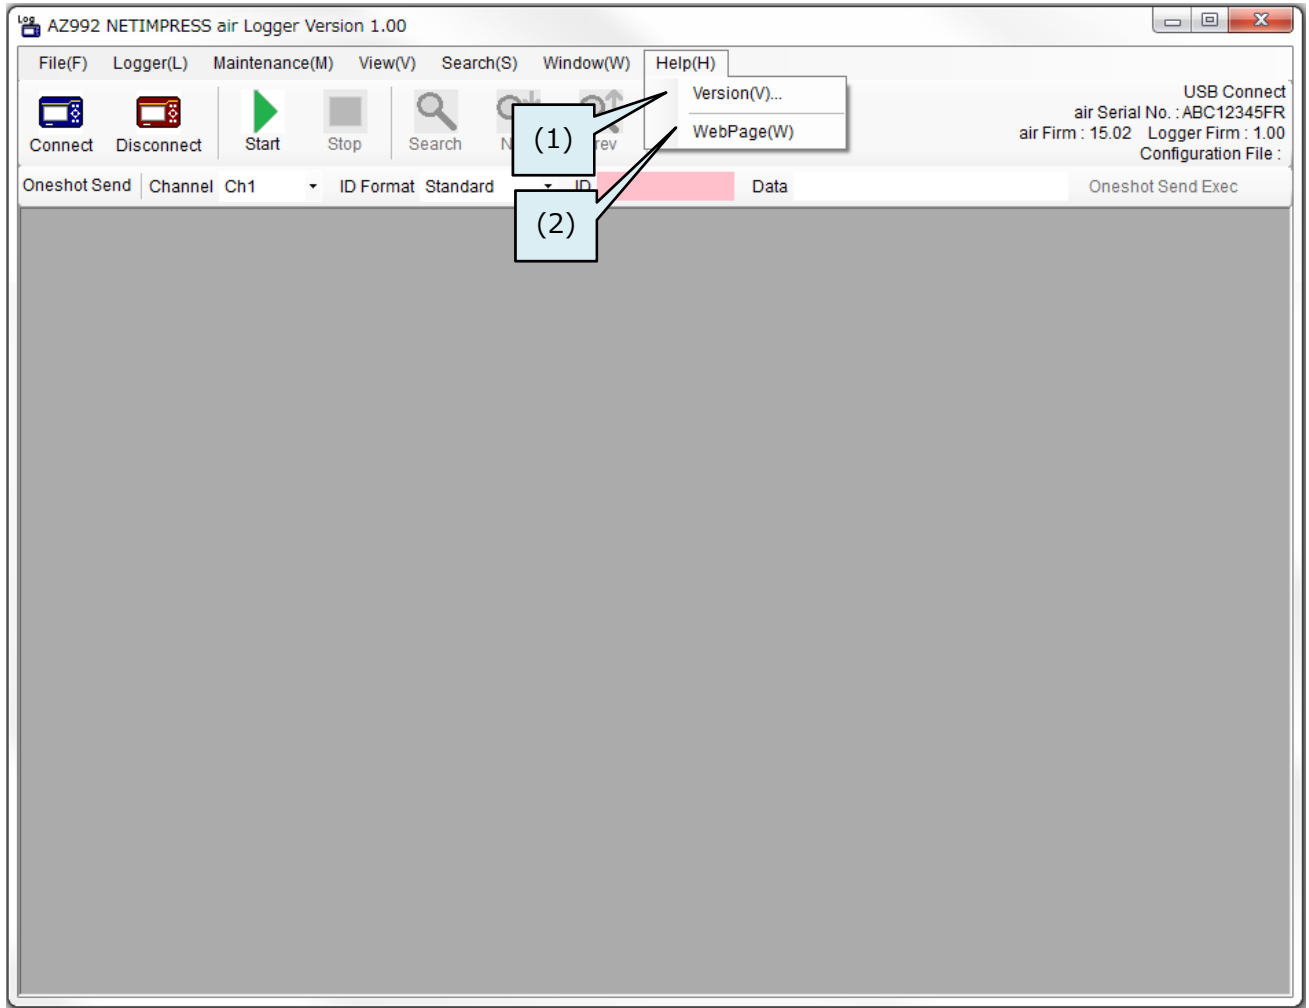 Log
AZ992 NETIMPRESS air Logger Version 1.00
File(F) Logger(L) Maintenance(M) View(V) Search(S) Window(W) Help(H)
Version(V)...
WebPage(W)
Connect Disconnect Start Stop Search
USB Connect
air Serial No. : ABC12345FR
air Firm : 15.02 Logger Firm : 1.00
Configuration File :
(1)
Oneshot Send Channel Ch1 ID Format Standard ID Data Oneshot Send Exec
(2)